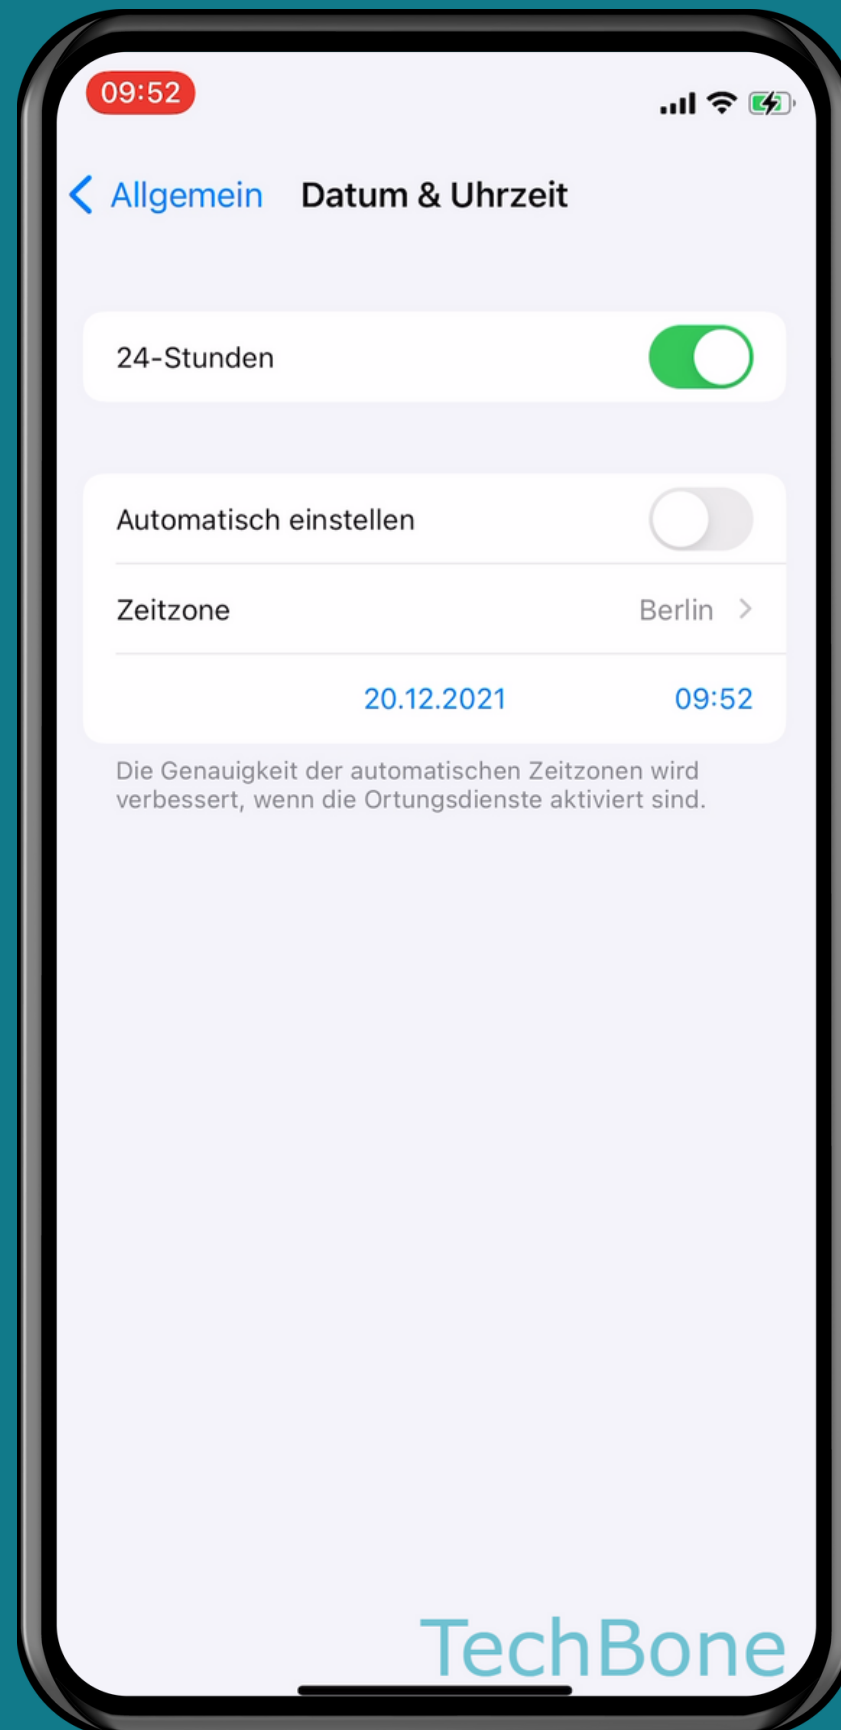 09:52
Allgemein Datum & Uhrzeit
24-Stunden
Automatisch einstellen
Zeitzone Berlin
20.12.2021 09:52
Die Genauigkeit der automatischen Zeitzonen wird
verbessert, wenn die Ortungsdienste aktiviert sind.
TechBone